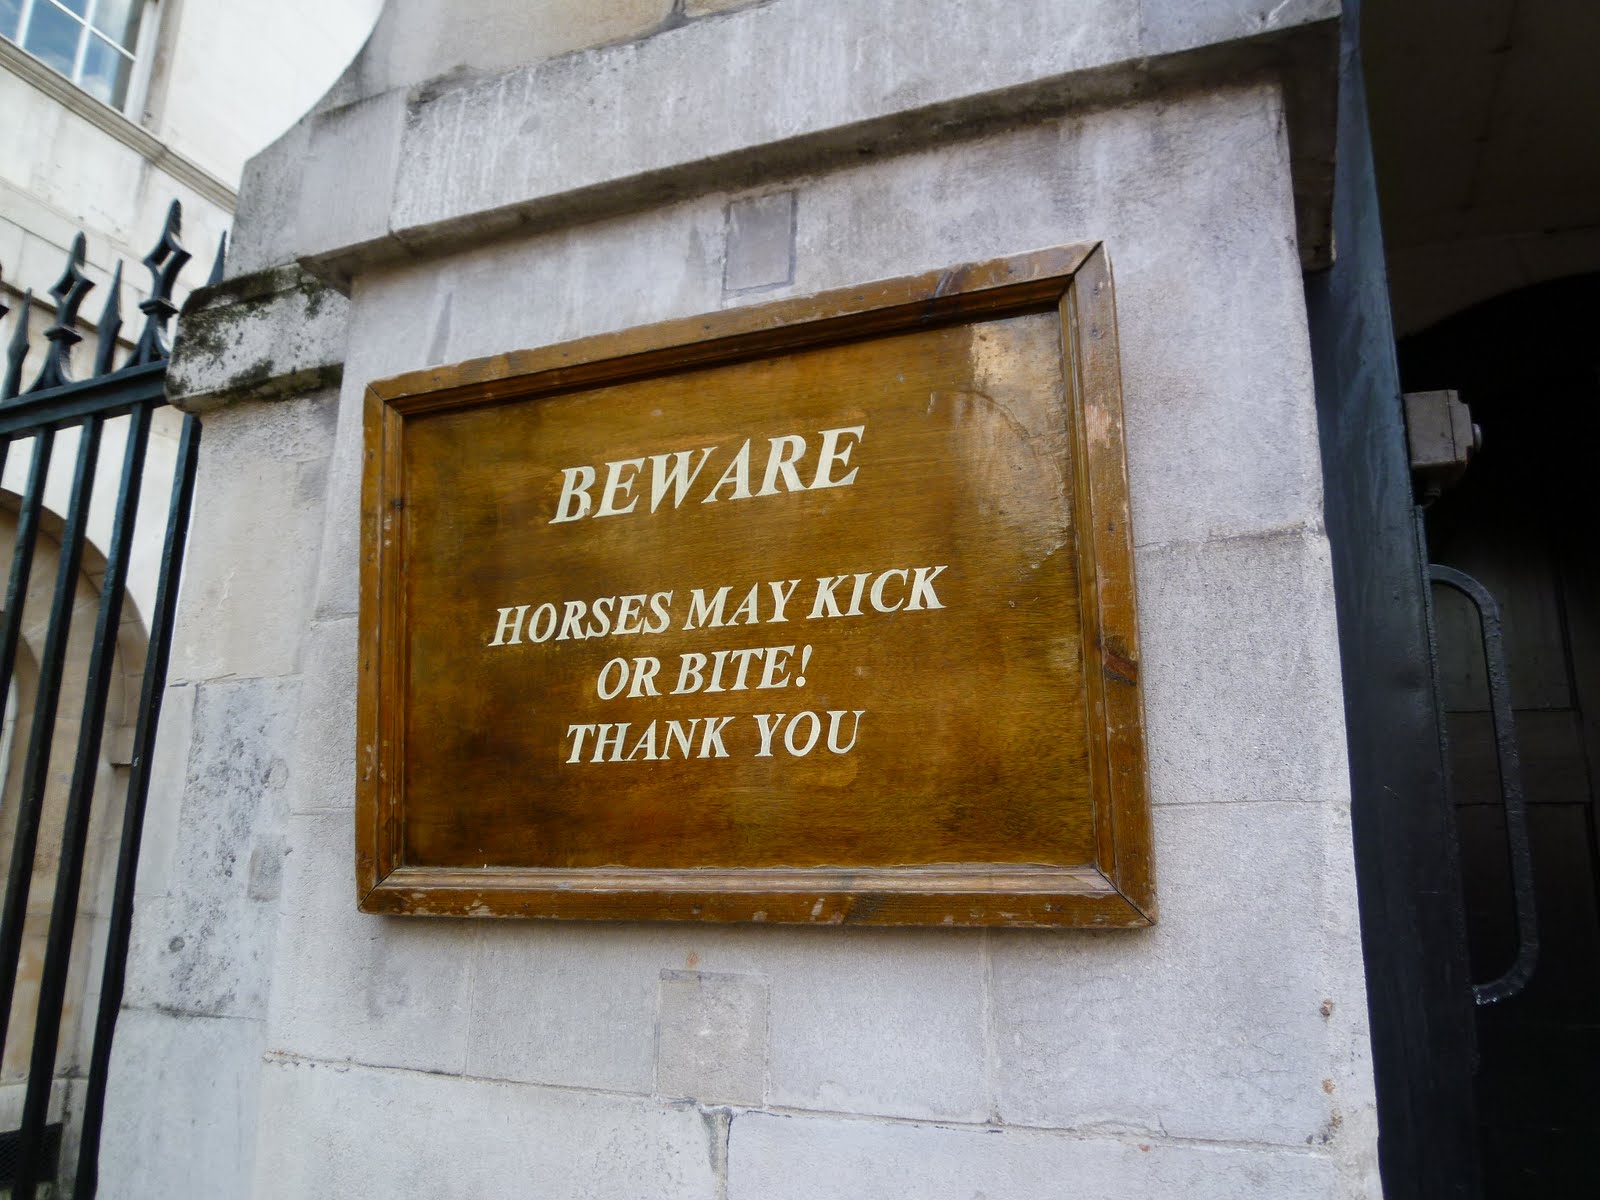 BEWARE
HORSES MAY KICK
OR BITE!
THANK YOU